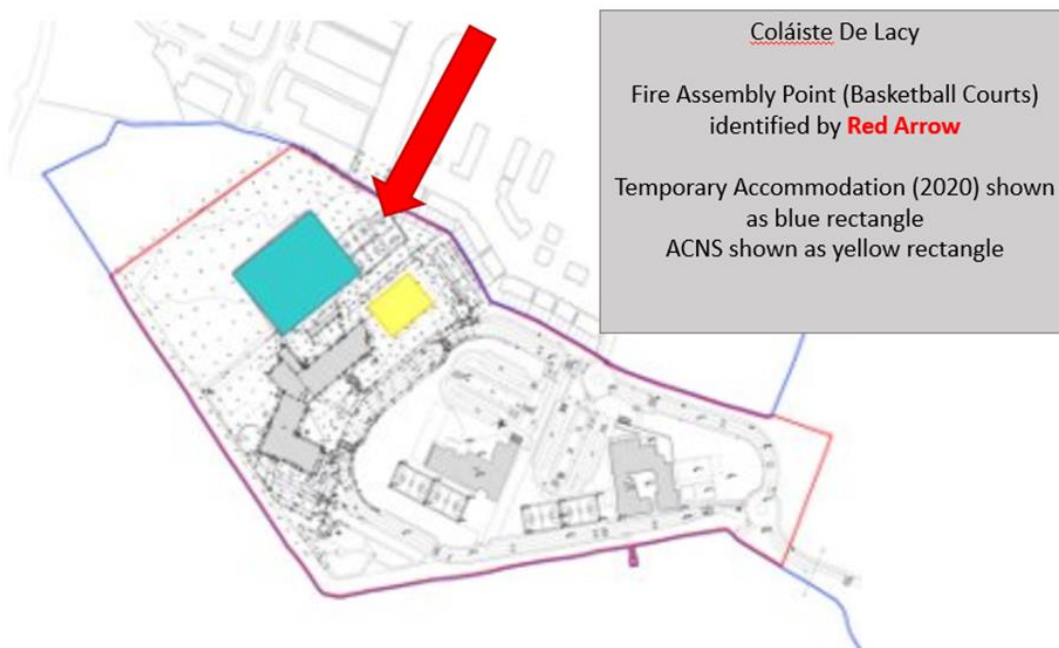 Coláiste De Lacy
Fire Assembly Point (Basketball Courts)
identified by Red Arrow
Temporary Accommodation (2020) shown
as blue rectangle
ACNS shown as yellow rectangle